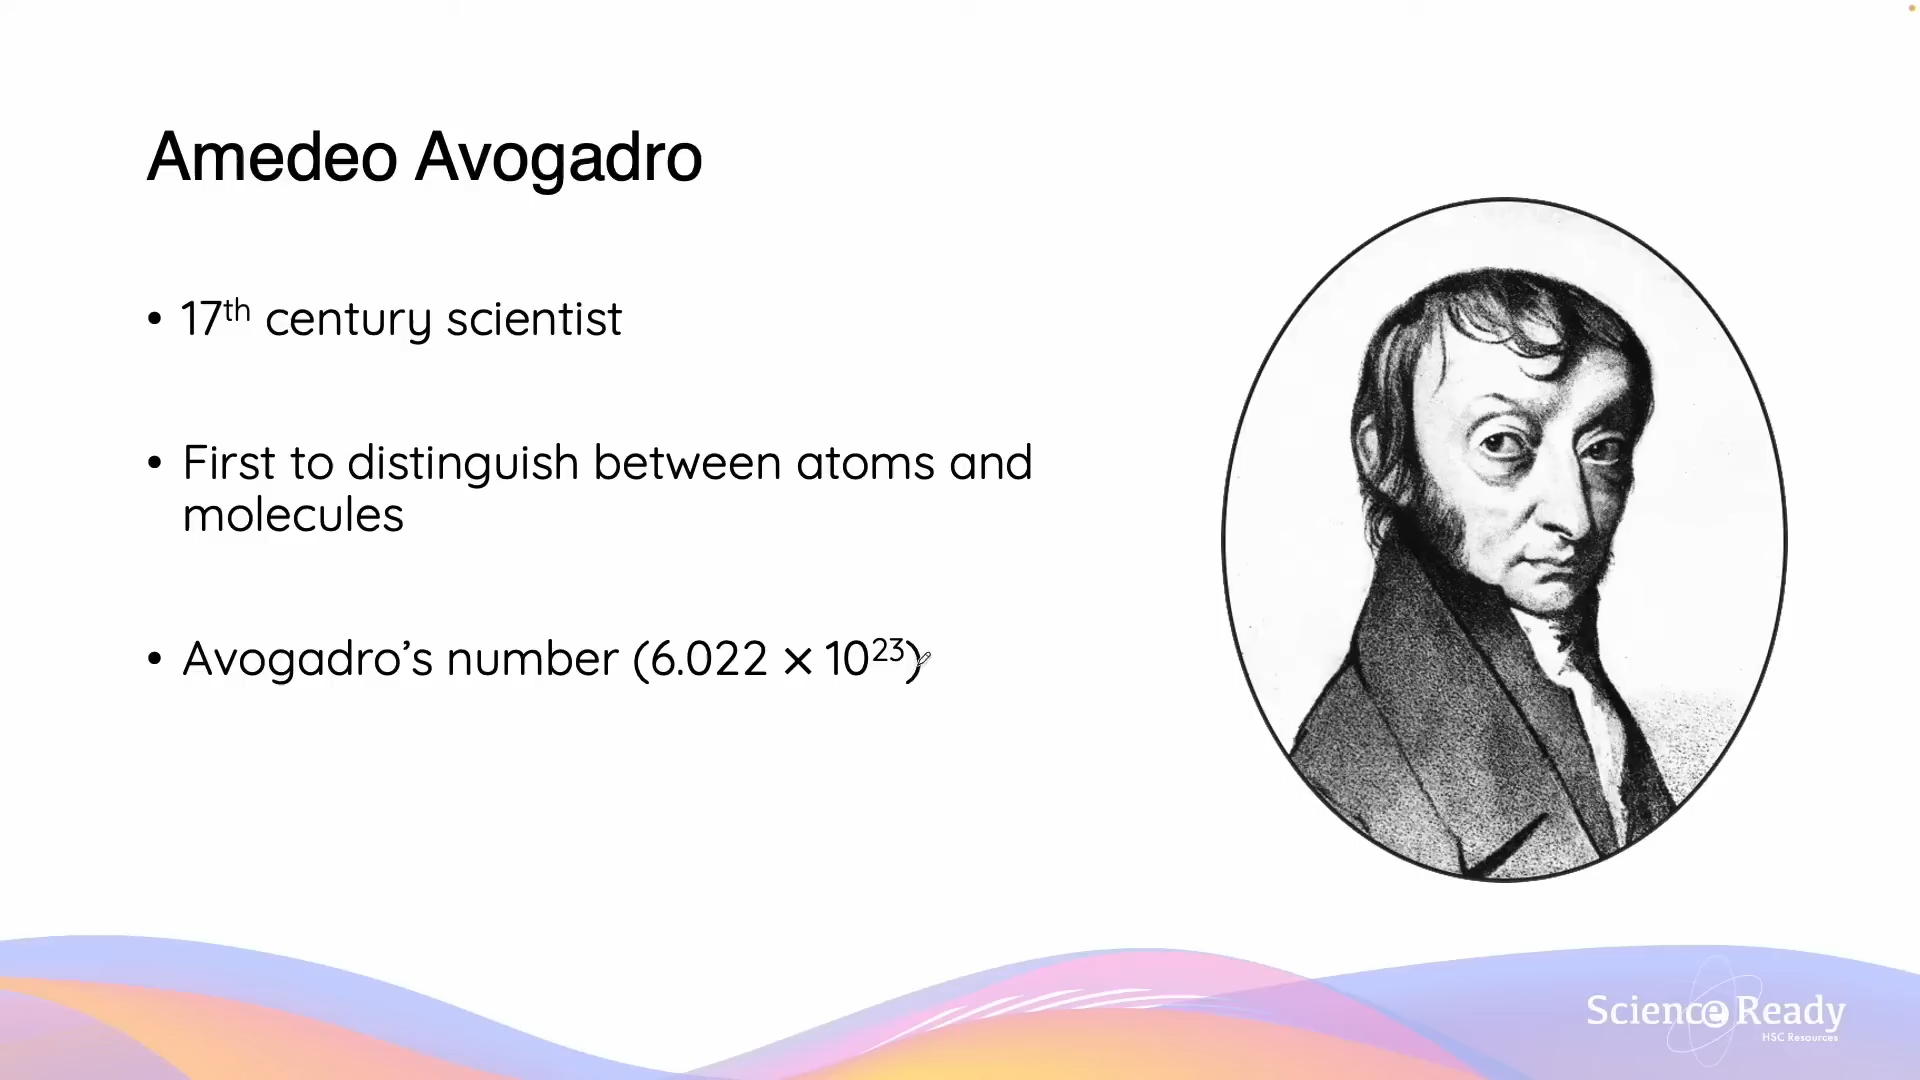 Amedeo Avogadro
• 17th century scientist
• First to distinguish between atoms and
molecules
• Avogadro’s number (6.022 × 10²³)
Science Ready
HSC Resources